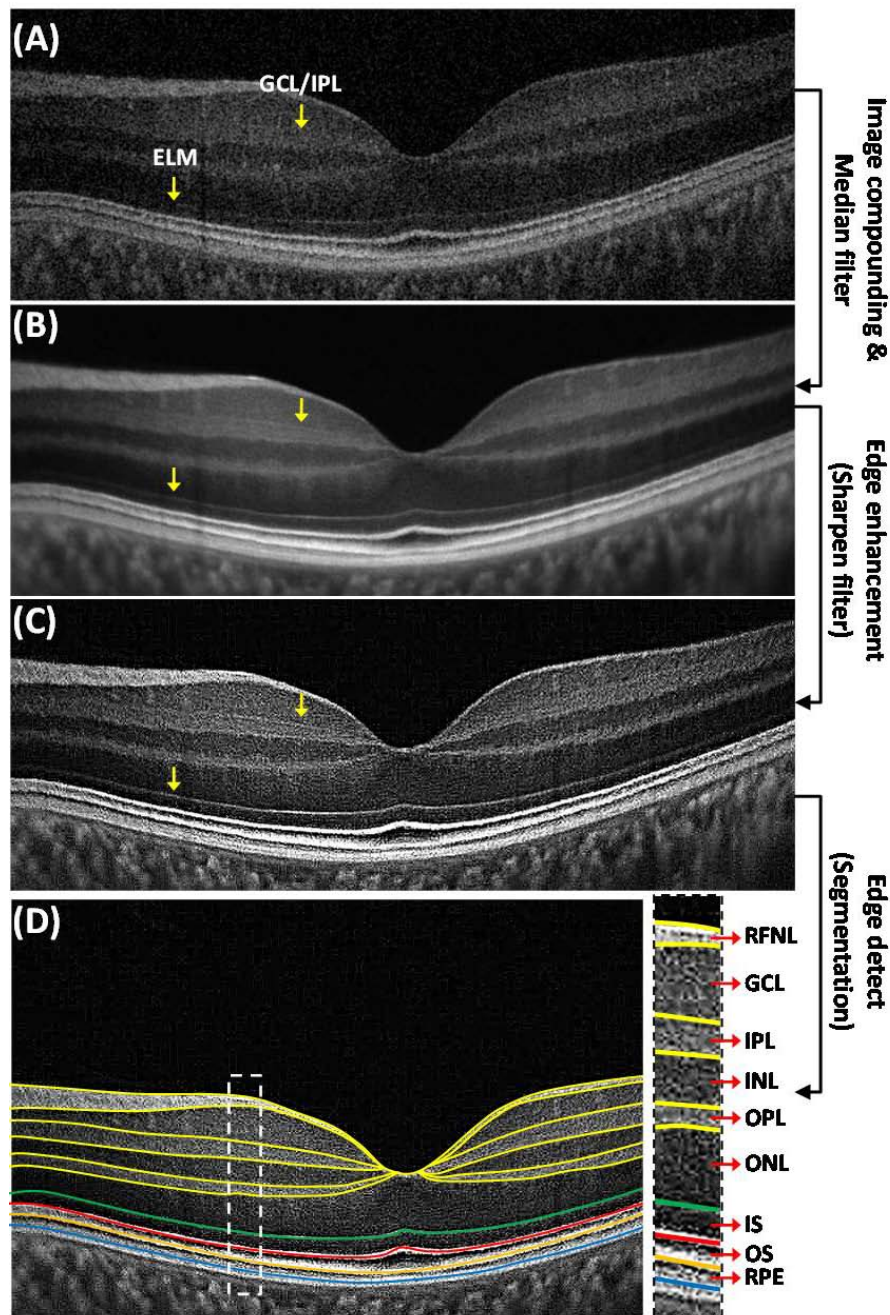 (A)
GCL/IPL
ELM
Image compounding &
Median filter
(B)
Edge enhancement
(Sharpen filter)
(C)
Edge detect
(Segmentation)
(D)
RFNL
GCL
IPL
INL
OPL
ONL
IS
OS
RPE